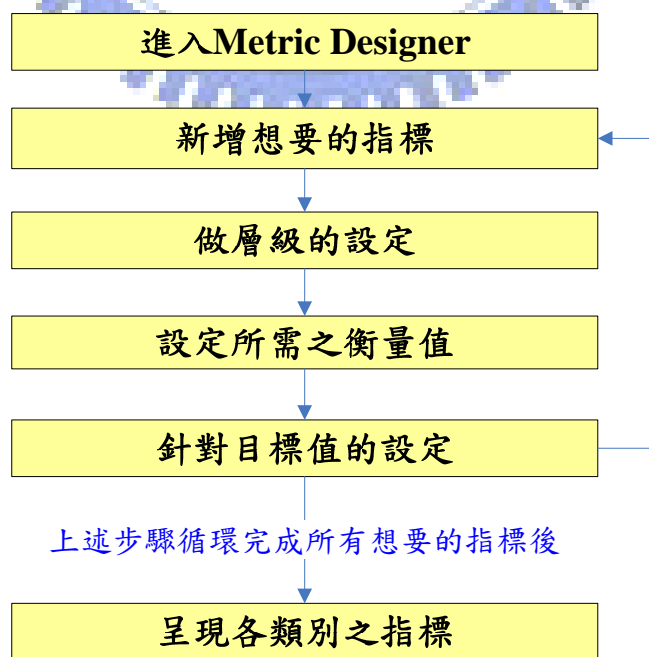 進入Metric Designer
新增想要的指標
做層級的設定
設定所需之衡量值
針對目標值的設定
上述步驟循環完成所有想要的指標後
呈現各類別之指標